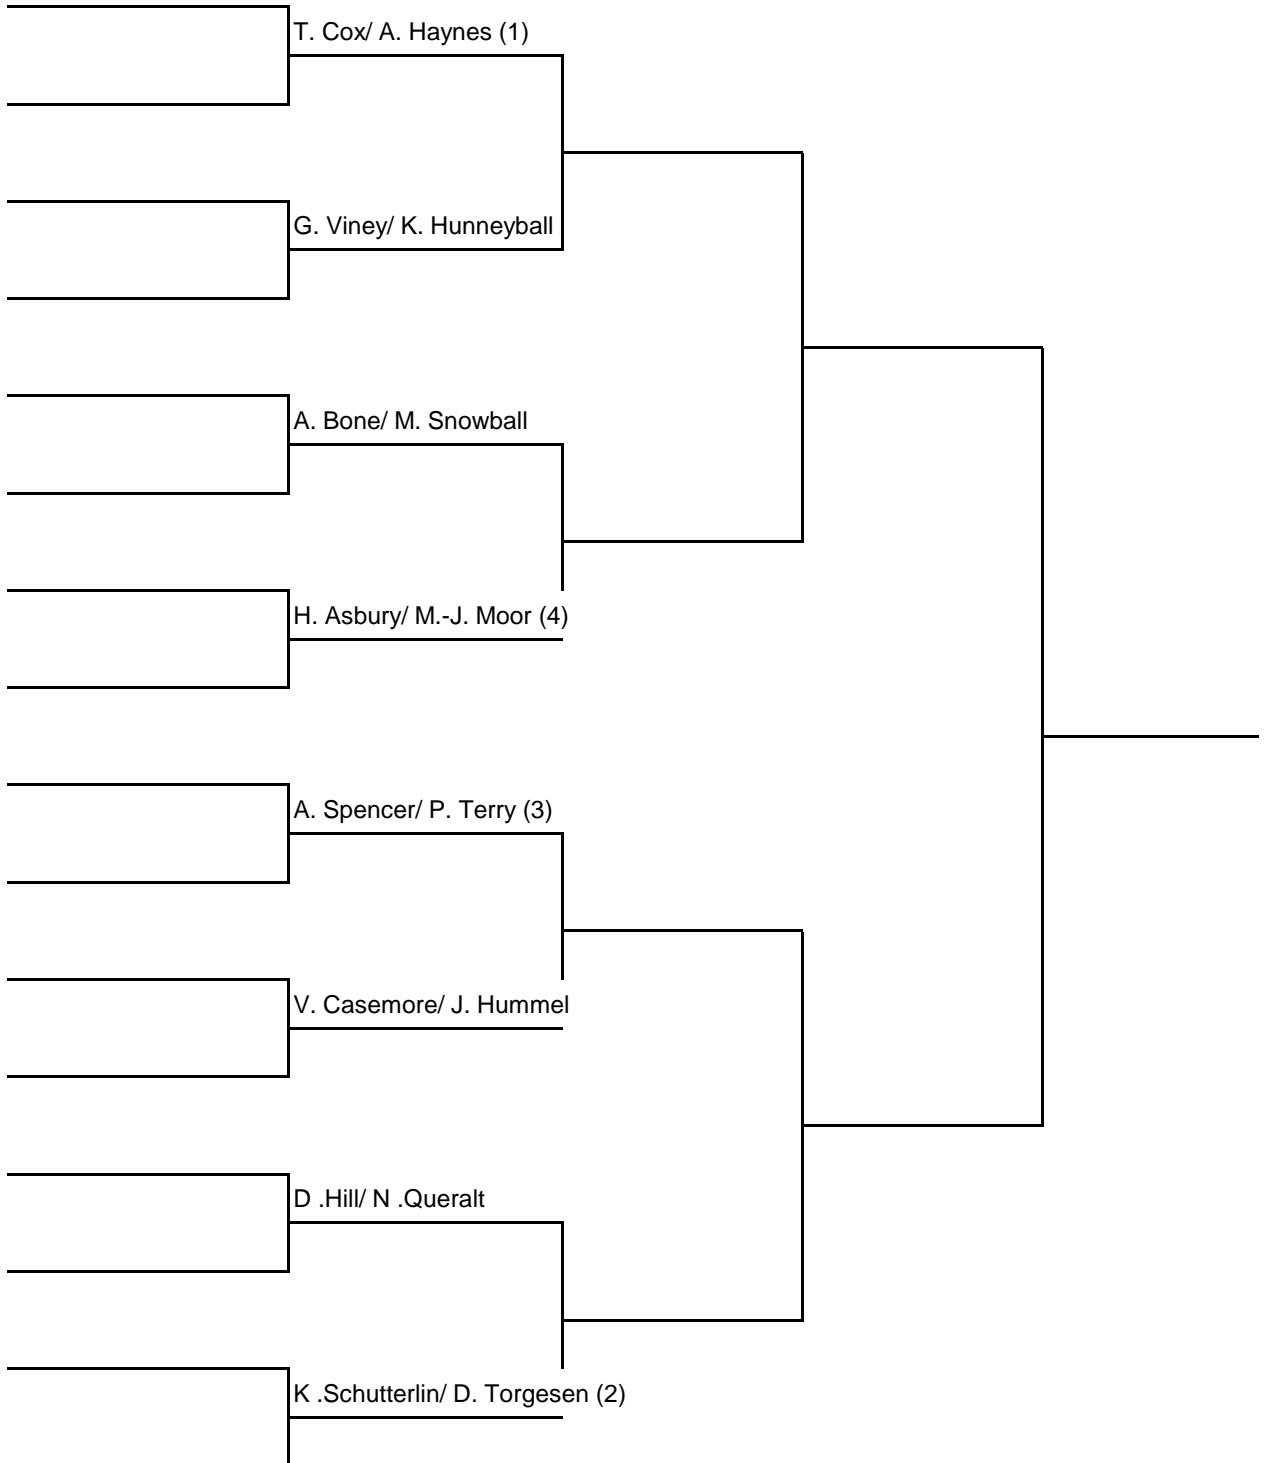 T. Cox/ A. Haynes (1)
G. Viney/ K. Hunneyball
A. Bone/ M. Snowball
H. Asbury/ M.-J. Moor (4)
A. Spencer/ P. Terry (3)
V. Casemore/ J. Hummel
D .Hill/ N .Queralt
K .Schutterlin/ D. Torgesen (2)